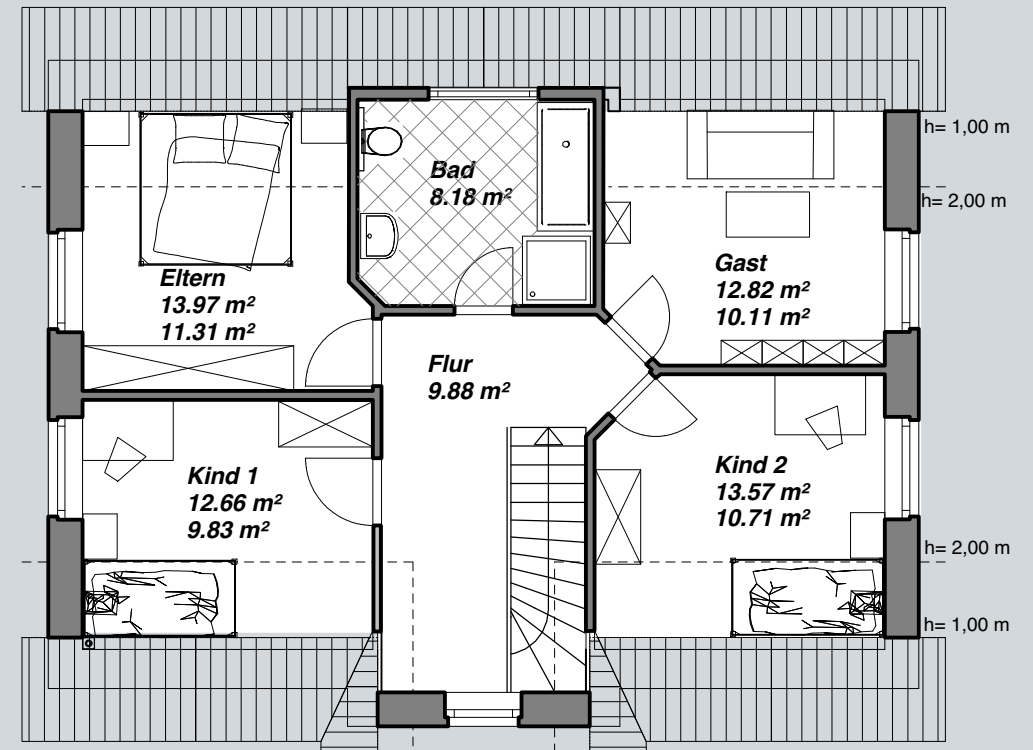 h= 1,00 m
Bad
8.18 m²
h= 2,00 m
Eltern
13.97 m²
11.31 m²
Gast
12.82 m²
10.11 m²
Flur
9.88 m²
Kind 1
12.66 m²
9.83 m²
Kind 2
13.57 m²
10.71 m²
h= 2,00 m
h= 1,00 m